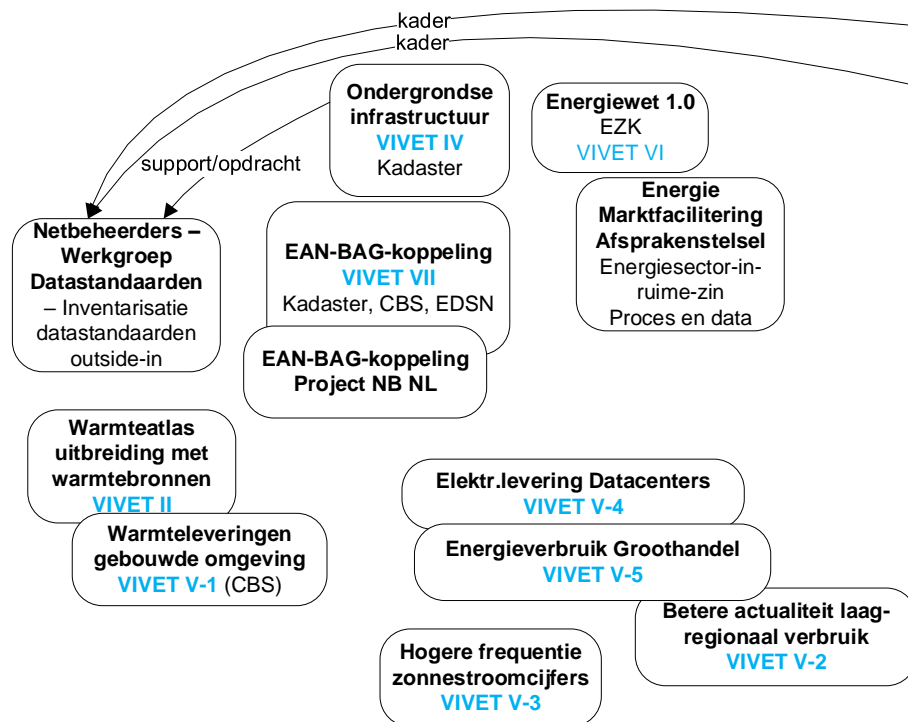 kader
kader
Ondergrondse
infrastructuur
VIVET IV
Kadaster
Energiewet 1.0
EZK
VIVET VI
support/opdracht
Energie
Marktfacilitering
Afsprakenstelsel
Energiesector-in-
ruime-zin
Proces en data
Netbeheerders –
Werkgroep
Datastandaarden
– Inventarisatie
datastandaarden
outside-in
EAN-BAG-koppeling
VIVET VII
Kadaster, CBS, EDSN
EAN-BAG-koppeling
Project NB NL
Warmteatlas
uitbreiding met
warmtebronnen
VIVET II
Warmteleveringen
gebouwde omgeving
VIVET V-1 (CBS)
Elektr.levering Datacenters
VIVET V-4
Energieverbruik Groothandel
VIVET V-5
Betere actualiteit laag-
regionaal verbruik
VIVET V-2
Hogere frequentie
zonnestroomcijfers
VIVET V-3